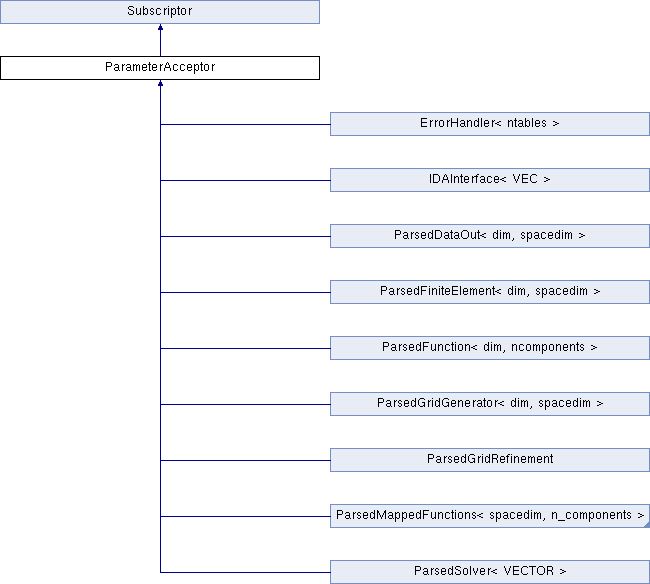 Subscriptor
ParameterAcceptor
ErrorHandler< ntables >
IDAInterface< VEC >
ParsedDataOut< dim, spacedim >
ParsedFiniteElement< dim, spacedim >
ParsedFunction< dim, ncomponents >
ParsedGridGenerator< dim, spacedim >
ParsedGridRefinement
ParsedMappedFunctions< spacedim, n_components >
ParsedSolver< VECTOR >